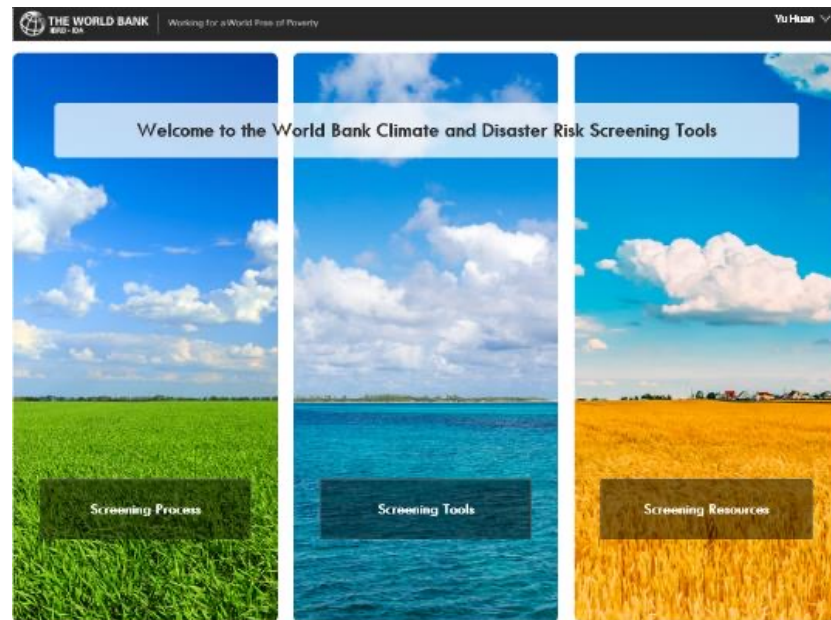 THE WORLD BANK
IBRD - IDA
Working for a World Free of Poverty
Yu Huan
Welcome to the World Bank Climate and Disaster Risk Screening Tools
Screening Process
Screening Tools
Screening Resources